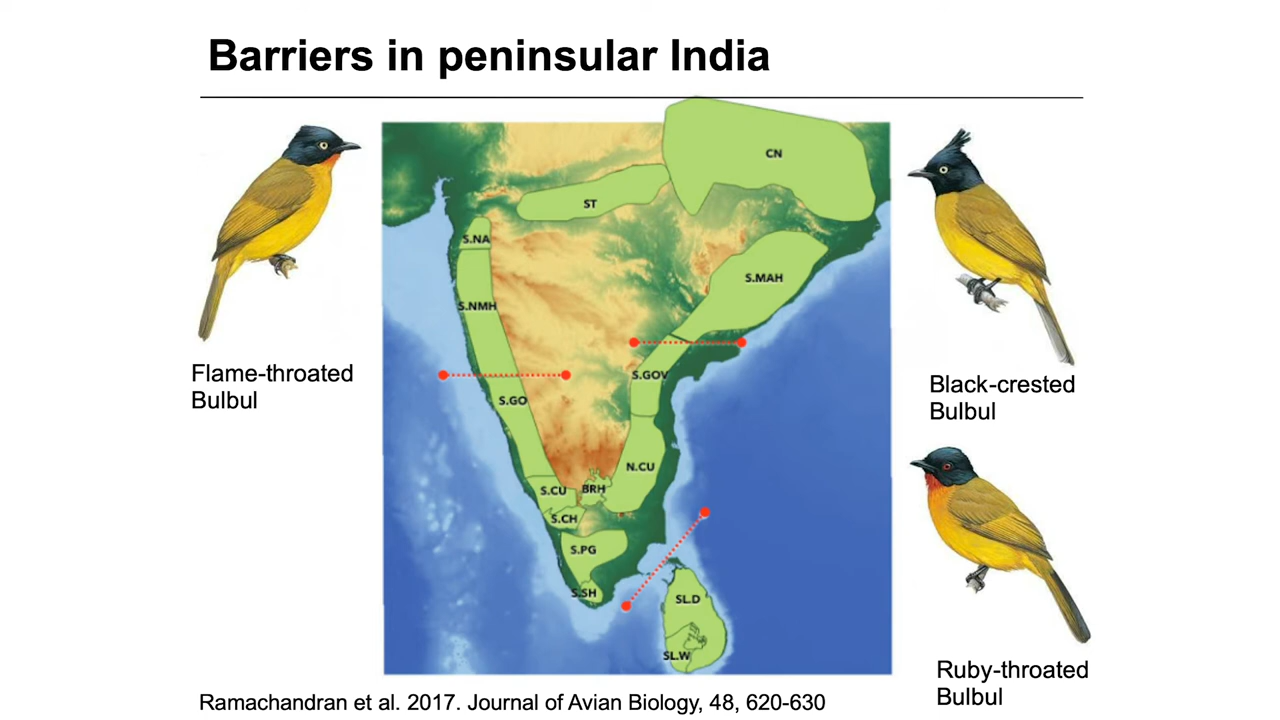 Barriers in peninsular India
CN
ST
S.NA
S.MAH
S.NMH
S.GOV
S.GO
N.CU
S.CU
BRH
S.CH
S.PG
S.SH
SL.D
SL.W
Flame-throated
Bulbul
Black-crested
Bulbul
Ruby-throated
Bulbul
Ramachandran et al. 2017. Journal of Avian Biology, 48, 620-630